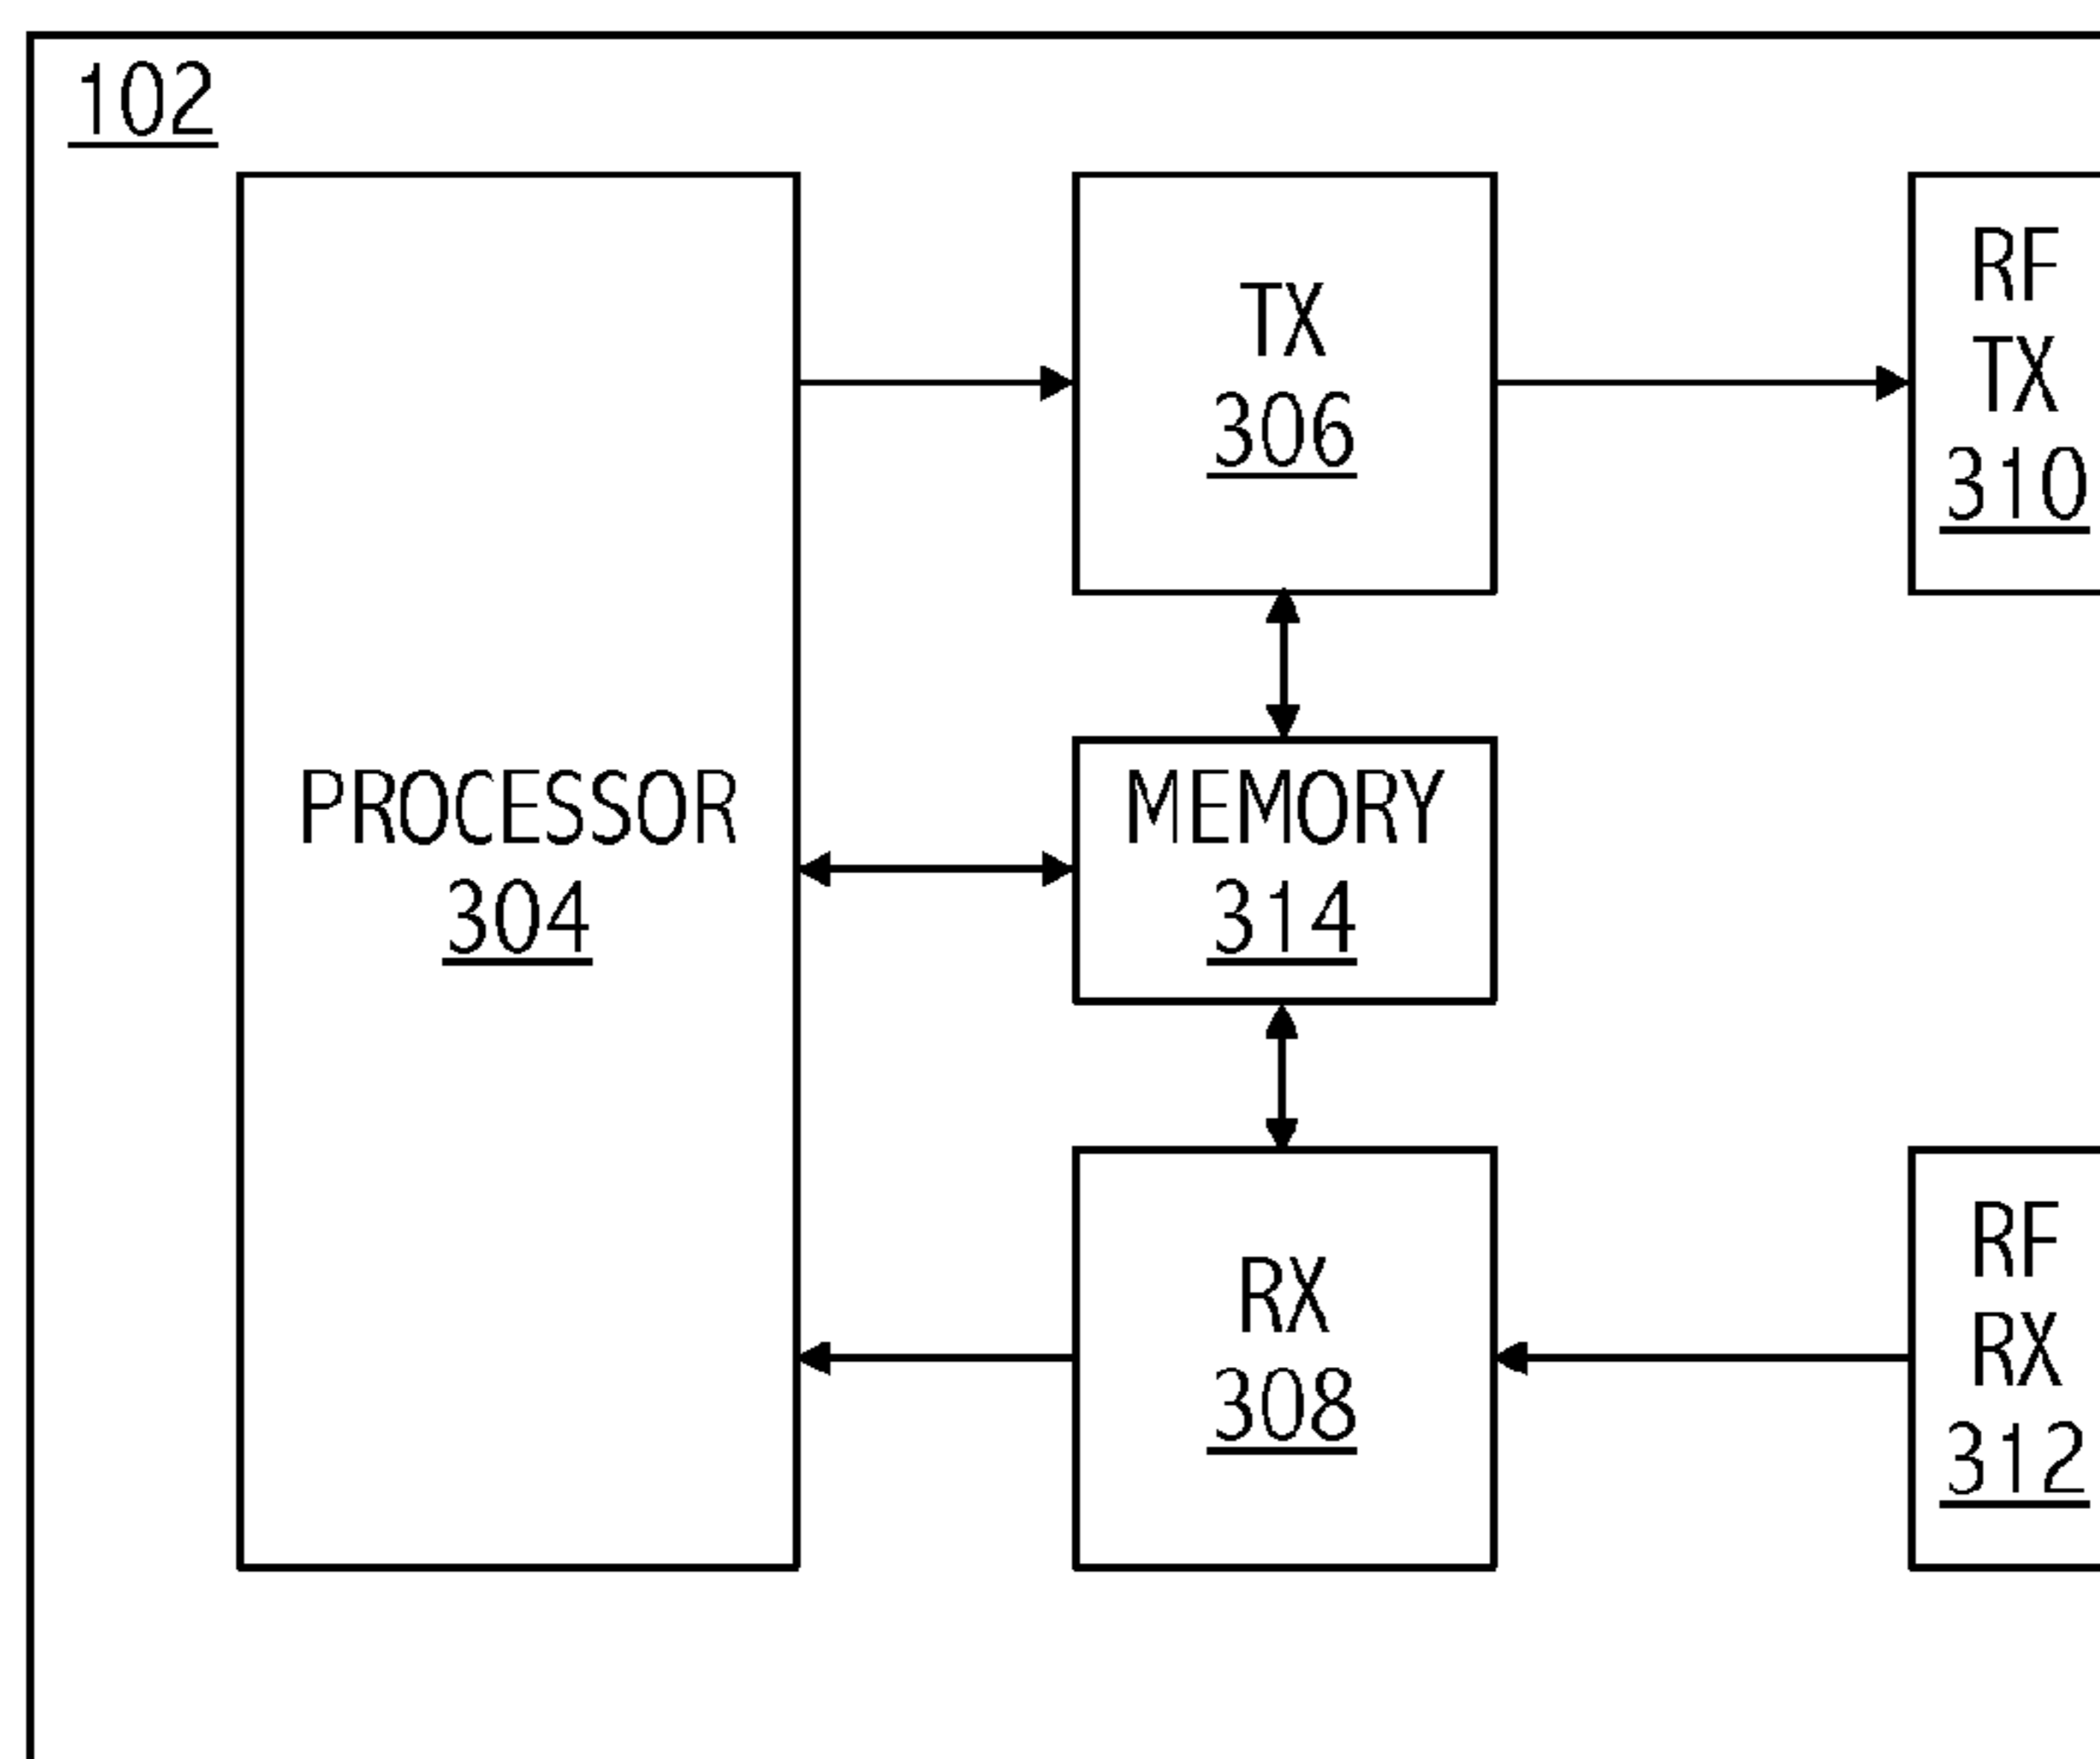 102
PROCESSOR
304
TX
306
MEMORY
314
RX
308
RF
TX
310
RF
RX
312